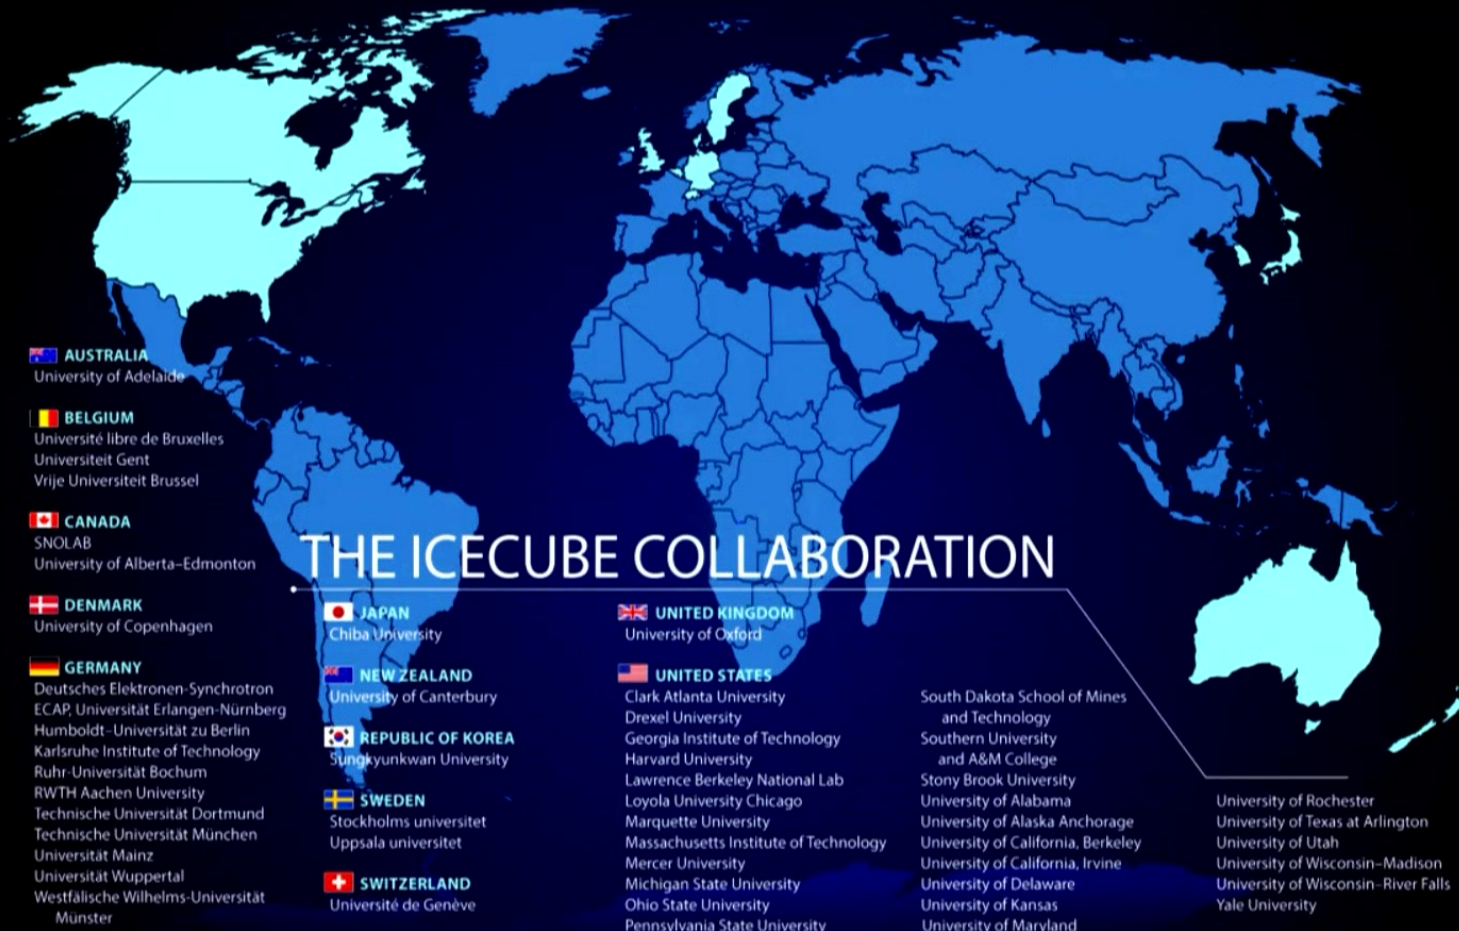 AUSTRALIA
University of Adelaide
BELGIUM
Université libre de Bruxelles
Universiteit Gent
Vrije Universiteit Brussel
CANADA
SNOLAB
University of Alberta–Edmonton
DENMARK
University of Copenhagen
GERMANY
Deutsches Elektronen-Synchrotron
ECAP, Universität Erlangen-Nürnberg
Humboldt–Universität zu Berlin
Karlsruhe Institute of Technology
Ruhr-Universität Bochum
RWTH Aachen University
Technische Universität Dortmund
Technische Universität München
Universität Mainz
Universität Wuppertal
Westfälische Wilhelms-Universität
Münster
THE ICECUBE COLLABORATION
JAPAN
Chiba University
NEW ZEALAND
University of Canterbury
REPUBLIC OF KOREA
Sungkyunkwan University
SWEDEN
Stockholms universitet
Uppsala universitet
SWITZERLAND
Université de Genève
UNITED KINGDOM
University of Oxford
UNITED STATES
Clark Atlanta University
Drexel University
Georgia Institute of Technology
Harvard University
Lawrence Berkeley National Lab
Loyola University Chicago
Marquette University
Massachusetts Institute of Technology
Mercer University
Michigan State University
Ohio State University
Pennsylvania State University
South Dakota School of Mines
and Technology
Southern University
and A&M College
Stony Brook University
University of Alabama
University of Alaska Anchorage
University of California, Berkeley
University of California, Irvine
University of Delaware
University of Kansas
University of Maryland
University of Rochester
University of Texas at Arlington
University of Utah
University of Wisconsin–Madison
University of Wisconsin–River Falls
Yale University